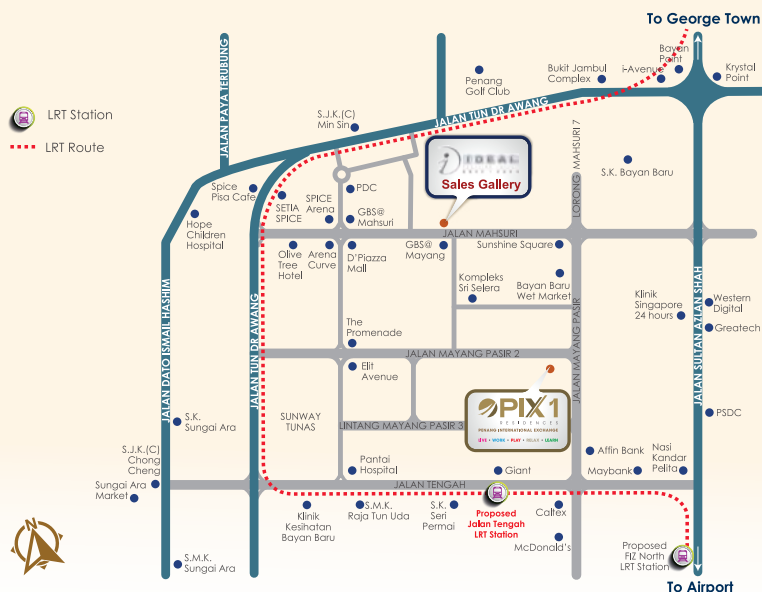 To George Town
Bayan
Point
i-Avenue
Krystal
Point
Bukit Jambul
Complex
Penang
Golf Club
JALAN PAYA TERUBUNG
LRT Station
LRT Route
S.J.K.(C)
Min Sin
JALAN TUN DR AWANG
LORONG MAHSURI 7
IDEAL
Sales Gallery
S.K. Bayan Baru
Spice
Pisa Cafe
SETIA
SPICE
SPICE
Arena
PDC
GBS@
Mahsuri
Hope
Children
Hospital
JALAN MAHSURI
Olive
Tree
Hotel
Arena
Curve
D'Piazza
Mall
GBS@
Mayang
Sunshine Square
Kompleks
Sri Selera
Bayan Baru
Wet Market
Klinik
Singapore
24 hours
Western
Digital
Greatech
JALAN DATO ISMAIL HASHIM
JALAN TUN DR AWANG
JALAN MAYANG PASIR
JALAN SULTAN AZLAN SHAH
The
Promenade
JALAN MAYANG PASIR 2
Elit
Avenue
PIX1
RESIDENCES
PENANG INTERNATIONAL EXCHANGE
LIVE • WORK • PLAY • RELAX • LEARN
S.K.
Sungai Ara
SUNWAY
TUNAS
LINTANG MAYANG PASIR 3
PSDC
S.J.K.(C)
Chong
Cheng
Sungai Ara
Market
Pantai
Hospital
Giant
Affin Bank
Maybank
Nasi
Kandar
Pelita
JALAN TENGAH
Klinik
Kesihatan
Bayan Baru
S.M.K.
Raja Tun Uda
S.K.
Seri
Permai
Proposed
Jalan Tengah
LRT Station
Caltex
McDonald's
Proposed
FIZ North
LRT Station
N
S.M.K.
Sungai Ara
To Airport